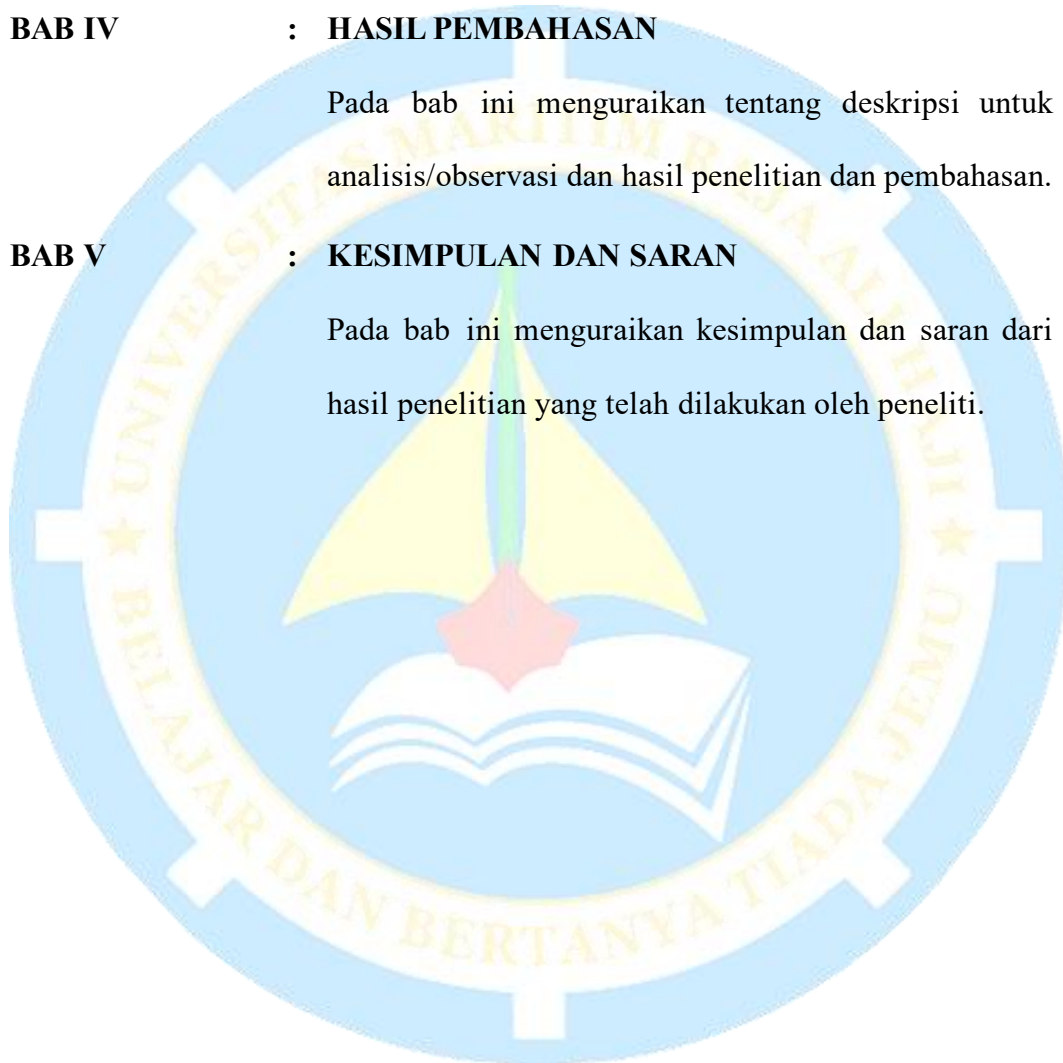 BAB IV : HASIL PEMBAHASAN
Pada bab ini menguraikan tentang deskripsi untuk
analisis/observasi dan hasil penelitian dan pembahasan.
BAB V : KESIMPULAN DAN SARAN
Pada bab ini menguraikan kesimpulan dan saran dari
hasil penelitian yang telah dilakukan oleh peneliti.
UNIVERSITAS MARITIM RAJA ALI HAJI
BELAJAR DAN BERTANYA TIADA JEMU